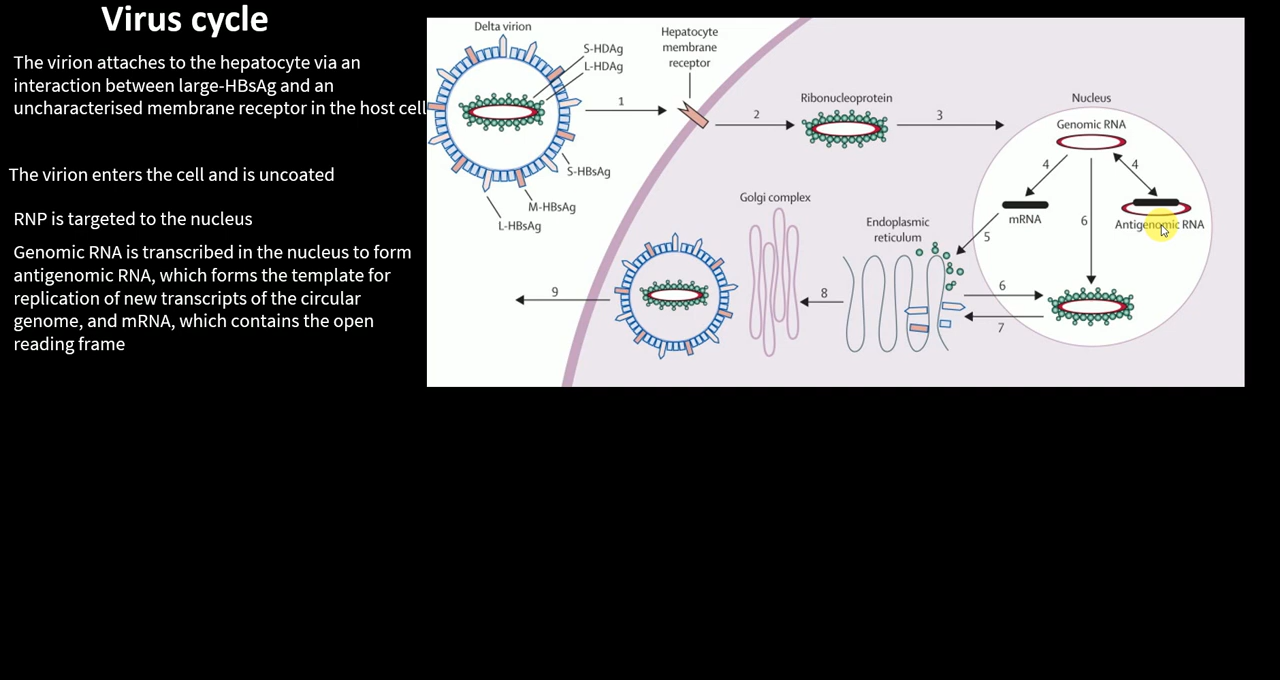 Virus cycle
The virion attaches to the hepatocyte via an
interaction between large-HBsAg and an
uncharacterised membrane receptor in the host cell
The virion enters the cell and is uncoated
RNP is targeted to the nucleus
Genomic RNA is transcribed in the nucleus to form
antigenomic RNA, which forms the template for
replication of new transcripts of the circular
genome, and mRNA, which contains the open
reading frame
Delta virion
S-HDAg
L-HDAg
Hepatocyte
membrane
receptor
1
2
Ribonucleoprotein
3
Nucleus
Genomic RNA
4
4
mRNA
Antigenomic RNA
6
5
S-HBsAg
M-HBsAg
L-HBsAg
Golgi complex
Endoplasmic
reticulum
6
7
8
9